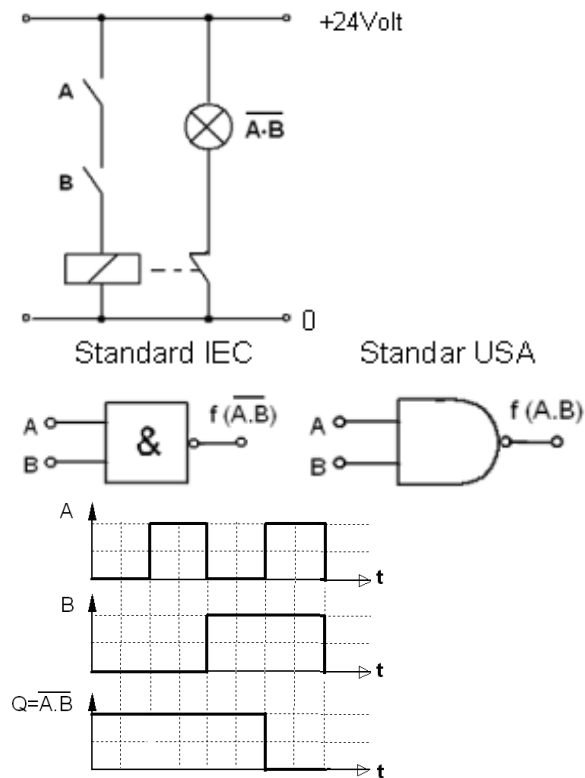 +24Volt
A
A·B̅
B
0
Standard IEC
Standar USA
A
B
&
f (A̅.̅B̅)
A
B
f (A.B)
A
t
B
t
Q=A̅.̅B̅
t